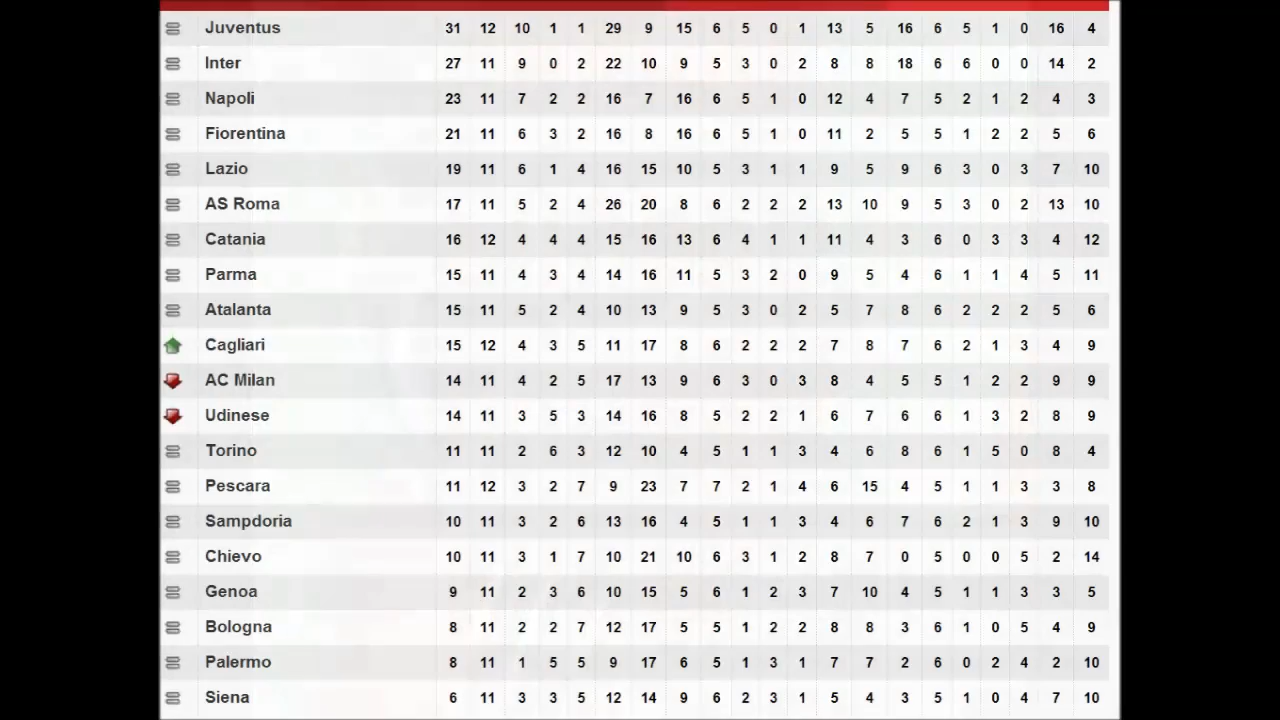 Juventus 31 12 10 1 1 29 9 15 6 5 0 1 13 5 16 6 5 1 0 16 4
Inter 27 11 9 0 2 22 10 9 5 3 0 2 8 8 18 6 6 0 0 14 2
Napoli 23 11 7 2 2 16 7 16 6 5 1 0 12 4 7 5 2 1 2 4 3
Fiorentina 21 11 6 3 2 16 8 16 6 5 1 0 11 2 5 5 1 2 2 5 6
Lazio 19 11 6 1 4 16 15 10 5 3 1 1 9 5 9 6 3 0 3 7 10
AS Roma 17 11 5 2 4 26 20 8 6 2 2 2 13 10 9 5 3 0 2 13 10
Catania 16 12 4 4 4 15 16 13 6 4 1 1 11 4 3 6 0 3 3 4 12
Parma 15 11 4 3 4 14 16 11 5 3 2 0 9 5 4 6 1 1 4 5 11
Atalanta 15 11 5 2 4 10 13 9 5 3 0 2 5 7 8 6 2 2 2 5 6
Cagliari 15 12 4 3 5 11 17 8 6 2 2 2 7 8 7 6 2 1 3 4 9
AC Milan 14 11 4 2 5 17 13 9 6 3 0 3 8 4 5 5 1 2 2 9 9
Udinese 14 11 3 5 3 14 16 8 5 2 2 1 6 7 6 6 1 3 2 8 9
Torino 11 11 2 6 3 12 10 4 5 1 1 3 4 6 8 6 1 5 0 8 4
Pescara 11 12 3 2 7 9 23 7 7 2 1 4 6 15 4 5 1 1 3 3 8
Sampdoria 10 11 3 2 6 13 16 4 5 1 1 3 4 6 7 6 2 1 3 9 10
Chievo 10 11 3 1 7 10 21 10 6 3 1 2 8 7 0 5 0 0 5 2 14
Genoa 9 11 2 3 6 10 15 5 6 1 2 3 7 10 4 5 1 1 3 3 5
Bologna 8 11 2 2 7 12 17 5 5 1 2 2 8 8 3 6 1 0 5 4 9
Palermo 8 11 1 5 5 9 17 6 5 1 3 1 7 7 2 6 0 2 4 2 10
Siena 6 11 3 3 5 12 14 9 6 2 3 1 5 4 3 5 1 0 4 7 10